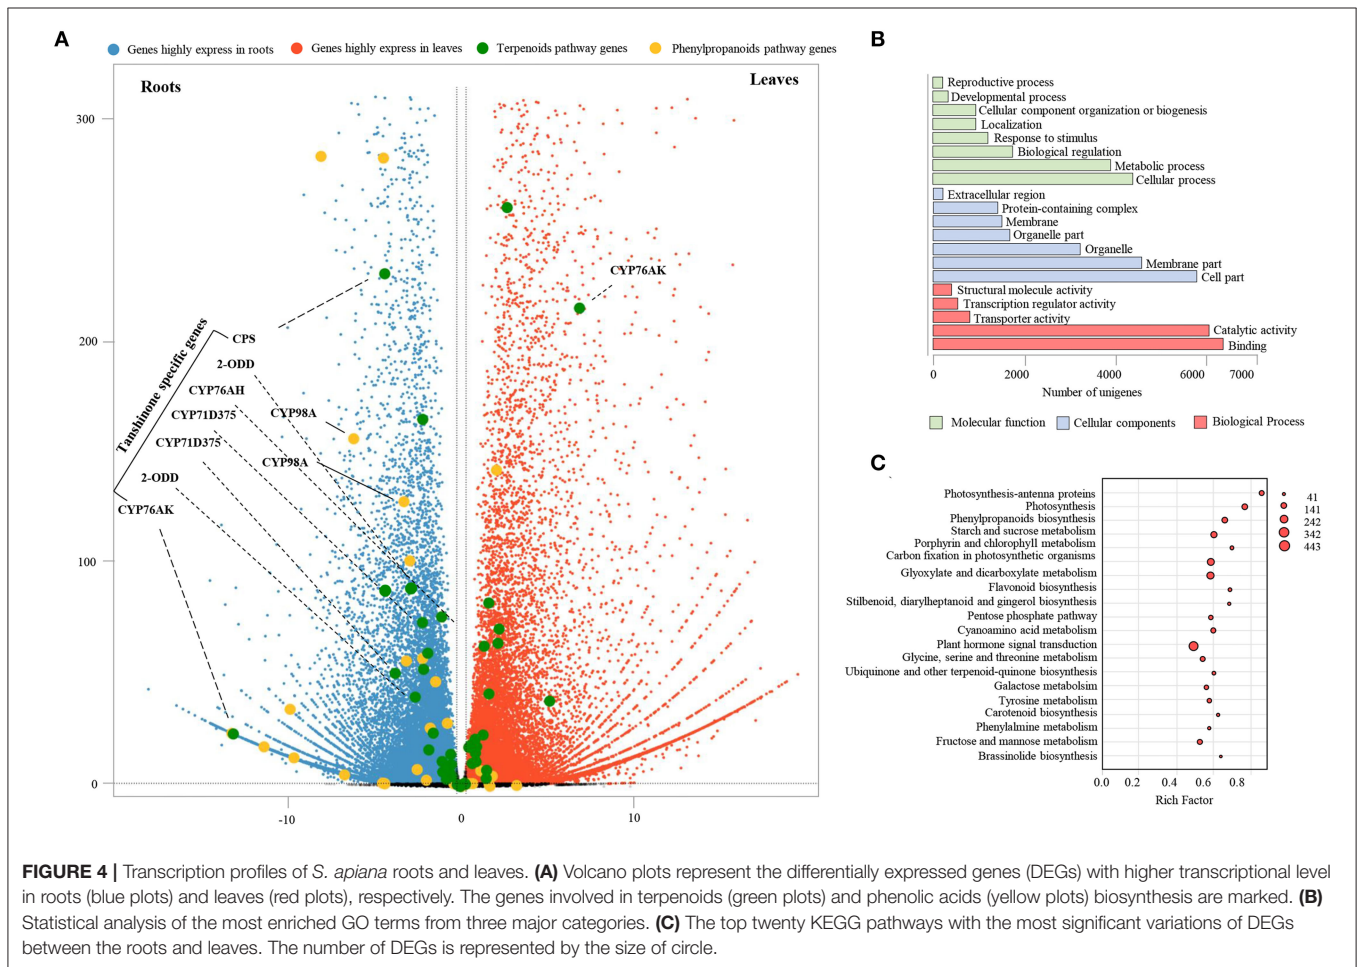 A
Genes highly express in roots
Genes highly express in leaves
Terpenoids pathway genes
Phenylpropanoids pathway genes
Roots
Leaves
300
200
100
0
-10
0
10
Tanshinone specific genes
CPS
2-ODD
CYP76AH
CYP71D375
CYP71D375
2-ODD
CYP76AK
CYP98A
CYP98A
CYP76AK
B
Reproductive process
Developmental process
Cellular component organization or biogenesis
Localization
Response to stimulus
Biological regulation
Metabolic process
Cellular process
Extracellular region
Protein-containing complex
Membrane
Organelle part
Organelle
Membrane part
Cell part
Structural molecule activity
Transcription regulator activity
Transporter activity
Catalytic activity
Binding
0 2000 4000 6000 7000
Number of unigenes
Molecular function
Cellular components
Biological Process
C
Photosynthesis-antenna proteins
Photosynthesis
Phenylpropanoids biosynthesis
Starch and sucrose metabolism
Porphyrin and chlorophyll metabolism
Carbon fixation in photosynthetic organisms
Glyoxylate and dicarboxylate metabolism
Flavonoid biosynthesis
Stilbenoid, diarylheptanoid and gingerol biosynthesis
Pentose phosphate pathway
Cyanoamino acid metabolism
Plant hormone signal transduction
Glycine, serine and threonine metabolism
Ubiquinone and other terpenoid-quinone biosynthesis
Galactose metabolsim
Tyrosine metabolism
Carotenoid biosynthesis
Phenylalmine metabolism
Fructose and mannose metabolism
Brassinolide biosynthesis
41
141
242
342
443
0.0 0.2 0.4 0.6 0.8
Rich Factor
FIGURE 4 | Transcription profiles of S. apiana roots and leaves. (A) Volcano plots represent the differentially expressed genes (DEGs) with higher transcriptional level
in roots (blue plots) and leaves (red plots), respectively. The genes involved in terpenoids (green plots) and phenolic acids (yellow plots) biosynthesis are marked. (B)
Statistical analysis of the most enriched GO terms from three major categories. (C) The top twenty KEGG pathways with the most significant variations of DEGs
between the roots and leaves. The number of DEGs is represented by the size of circle.